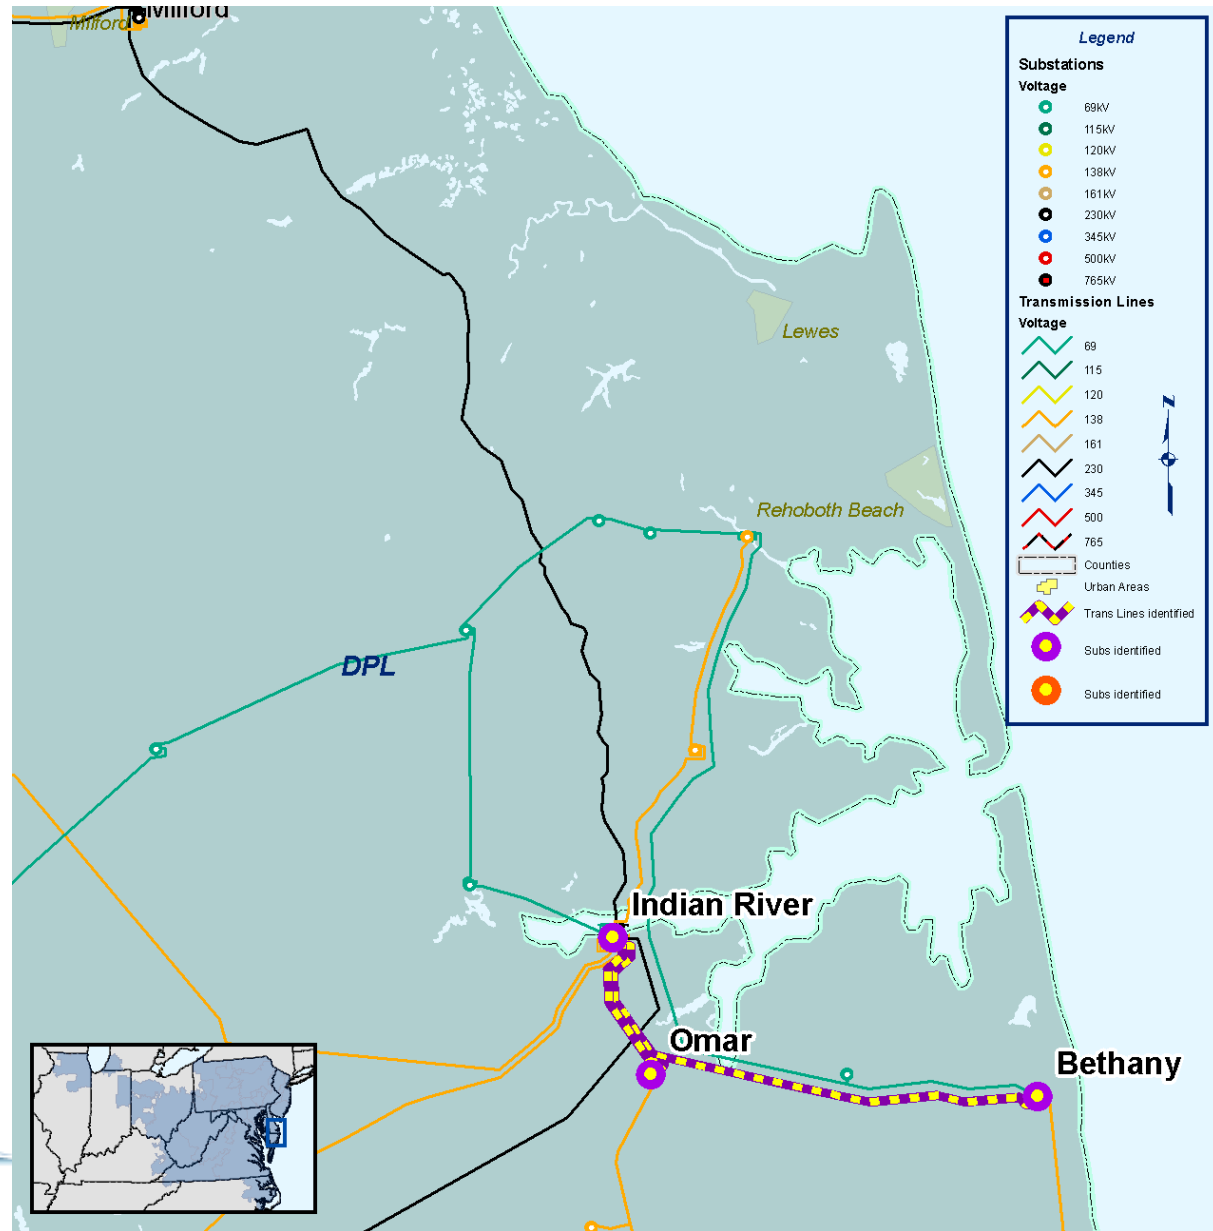 Milford
Milford
Lewes
Rehoboth Beach
DPL
Indian River
Omar
Bethany
Legend
Substations
Voltage
69kV
115kV
120kV
138kV
161kV
230kV
345kV
500kV
765kV
Transmission Lines
Voltage
69
115
120
138
161
230
345
500
765
Counties
Urban Areas
Trans Lines identified
Subs identified
Subs identified
N